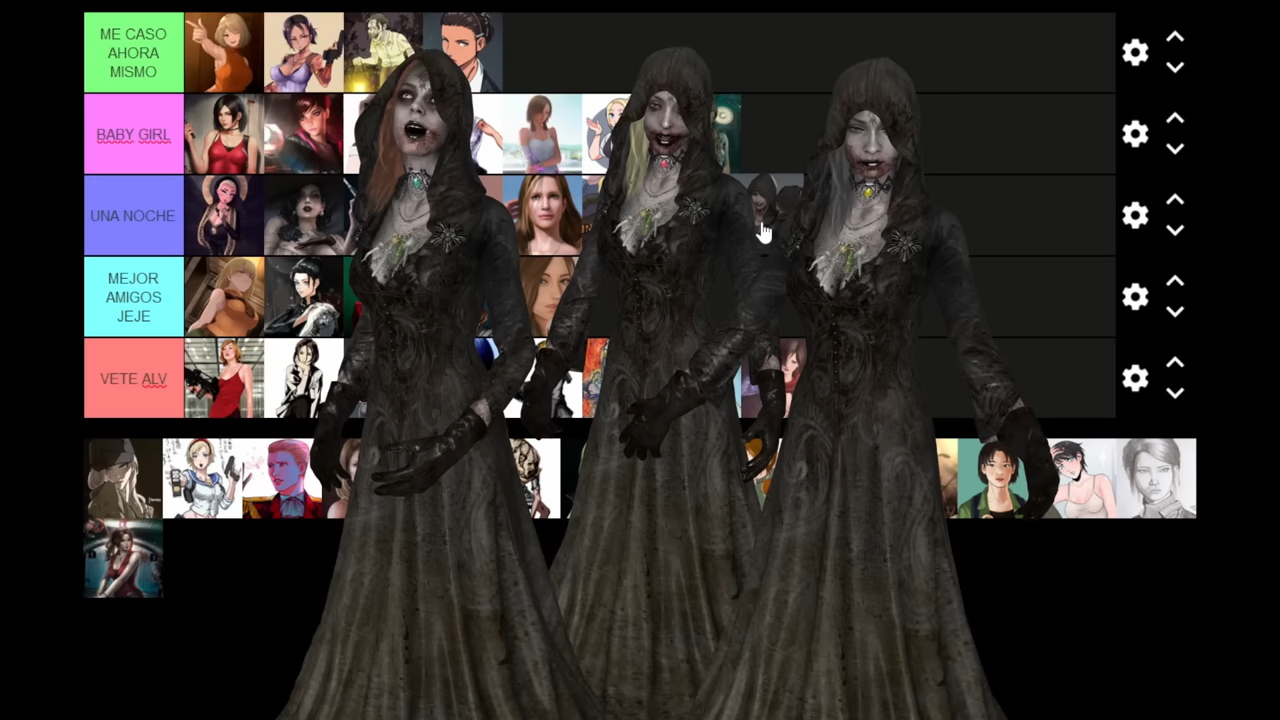 ME CASO
AHORA
MISMO
BABY GIRL
UNA NOCHE
MEJOR
AMIGOS
JEJE
VETE ALV